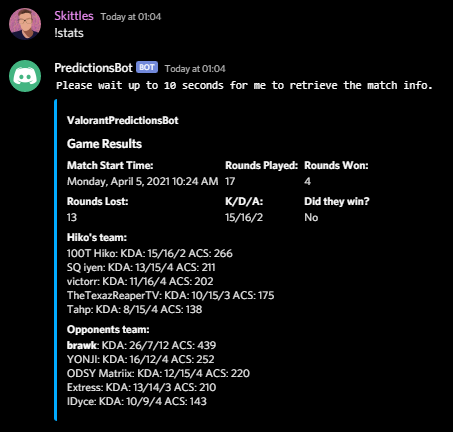 Skittles Today at 01:04
!stats
PredictionsBot BOT Today at 01:04
Please wait up to 10 seconds for me to retrieve the match info.
ValorantPredictionsBot
Game Results
Match Start Time: Rounds Played: Rounds Won:
Monday, April 5, 2021 10:24 AM 17 4
Rounds Lost: K/D/A: Did they win?
13 15/16/2 No
Hiko's team:
100T Hiko: KDA: 15/16/2 ACS: 266
SQ iyen: KDA: 13/15/4 ACS: 211
victorr: KDA: 11/16/4 ACS: 202
TheTexazReaperTV: KDA: 10/15/3 ACS: 175
Tahp: KDA: 8/15/4 ACS: 138
Opponents team:
brawk: KDA: 26/7/12 ACS: 439
YONJI: KDA: 16/12/4 ACS: 252
ODSY Matriix: KDA: 12/15/4 ACS: 220
Extress: KDA: 13/14/3 ACS: 210
IDyce: KDA: 10/9/4 ACS: 143